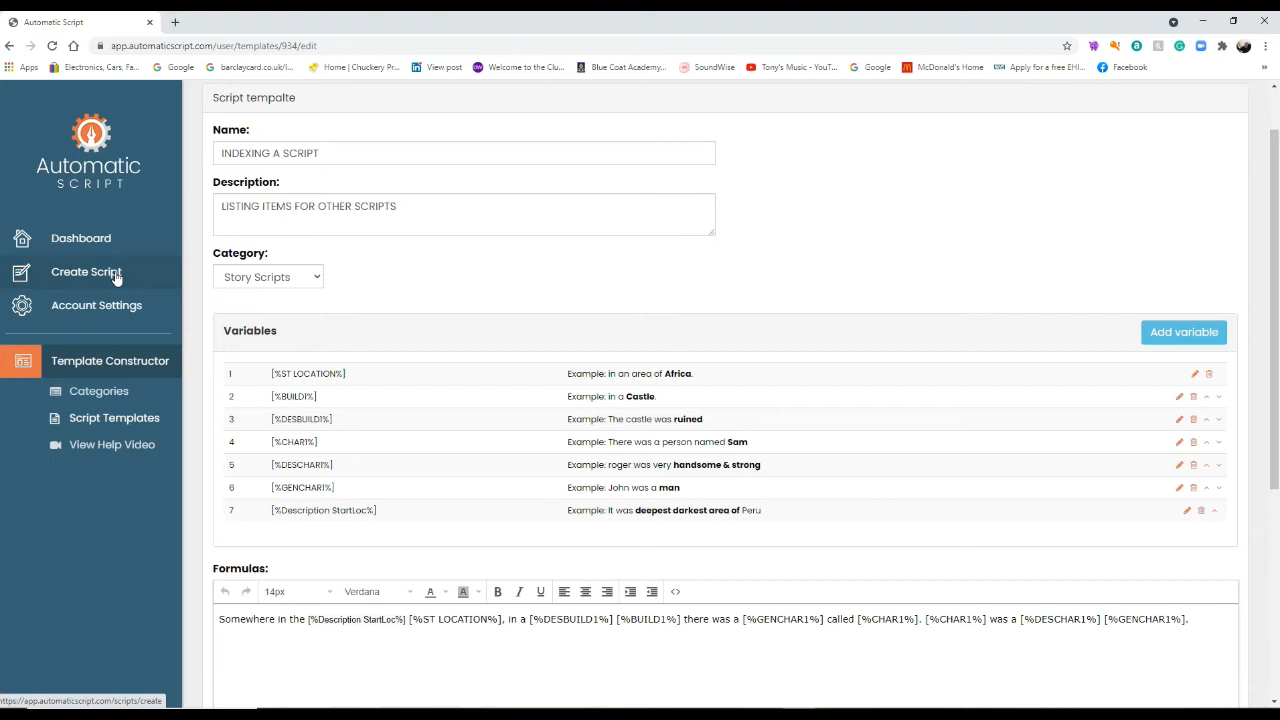 Automatic Script
app.automaticscript.com/user/templates/934/edit
Apps Electronics, Cars, Fa... Google barclaycard.co.uk/l... Home | Chuckery Pr... View post Welcome to the Clu... Blue Coat Academy... SoundWise Tony's Music - YouT... Google McDonald's Home Apply for a free EHI... Facebook »
Automatic
SCRIPT
Dashboard
Create Script
Account Settings
Template Constructor
Categories
Script Templates
View Help Video
Script tempalte
Name:
INDEXING A SCRIPT
Description:
LISTING ITEMS FOR OTHER SCRIPTS
Category:
Story Scripts
Variables
Add variable
1 [%ST LOCATION%] Example: in an area of Africa.
2 [%BUILD1%] Example: in a Castle.
3 [%DESBUILD1%] Example: The castle was ruined
4 [%CHAR1%] Example: There was a person named Sam
5 [%DESCHAR1%] Example: roger was very handsome & strong
6 [%GENCHAR1%] Example: John was a man
7 [%Description StartLoc%] Example: It was deepest darkest area of Peru
Formulas:
14px Verdana A A B I U <>
Somewhere in the [%Description StartLoc%] [%ST LOCATION%], in a [%DESBUILD1%] [%BUILD1%] there was a [%GENCHAR1%] called [%CHAR1%]. [%CHAR1%] was a [%DESCHAR1%] [%GENCHAR1%].
https://app.automaticscript.com/scripts/create